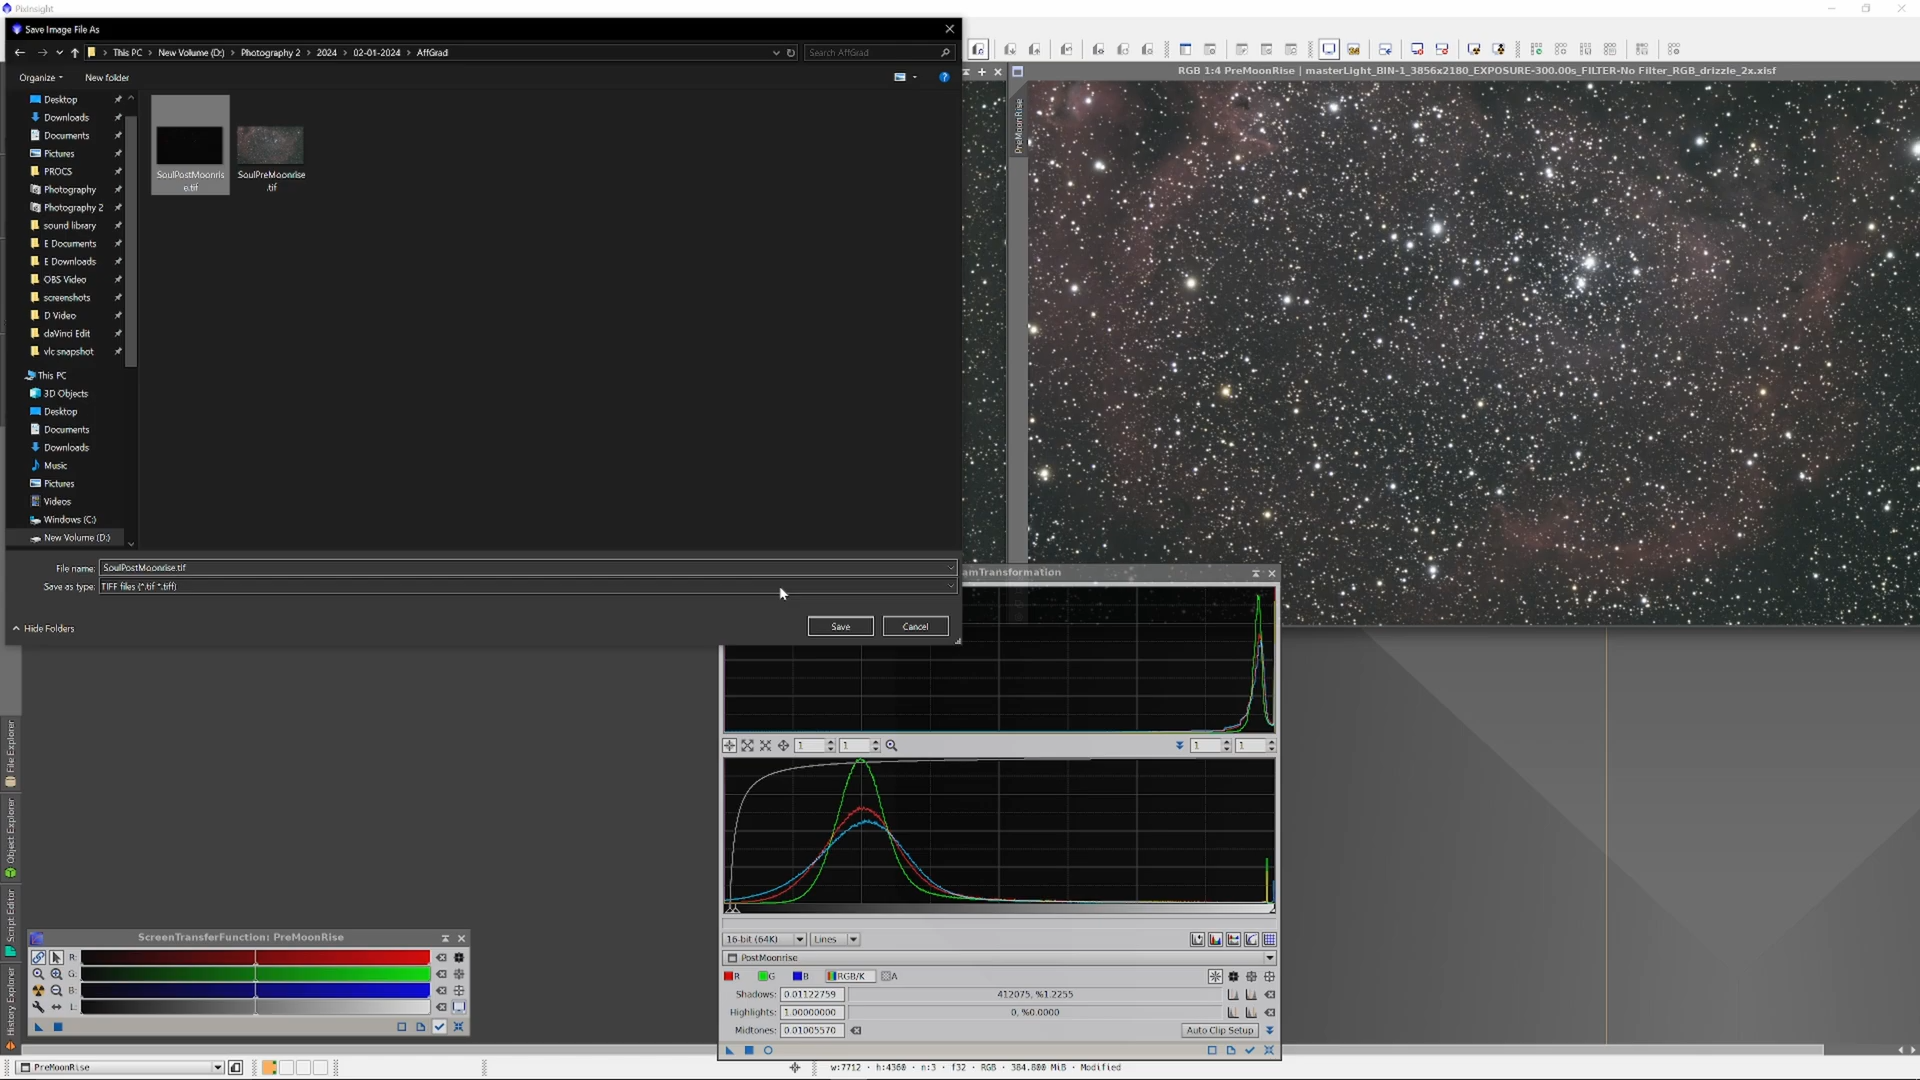 PixInsight
Save Image File As
This PC > New Volume (D:) > Photography 2 > 2024 > 02-01-2024 > AffGrad
Search AffGrad
Organize
New folder
Desktop
Downloads
Documents
Pictures
PROCS
Photography
Photography 2
sound library
E Documents
E Downloads
OBS Video
screenshots
D Video
daVinci Edit
vlc snapshot
This PC
3D Objects
Desktop
Documents
Downloads
Music
Pictures
Videos
Windows (C:)
New Volume (D:)
SoulPostMoonris
e.tif
SoulPreMoonrise
.tif
File name: SoulPostMoonrise.tif
Save as type: TIFF files (*.tif *.tiff)
Hide Folders
Save
Cancel
RGB 1:4 PreMoonRise | masterLight_BIN-1_3856x2180_EXPOSURE-300.00s_FILTER-No Filter_RGB_drizzle_2x.xisf
PreMoonRise
amTransformation
1 1 1 1
16-bit (64K) Lines
PostMoonrise
R G B RGB/K A
Shadows: 0.01122759 412075, %1.2255
Highlights: 1.00000000 0, %0.0000
Midtones: 0.01005570 Auto Clip Setup
File Explorer
Object Explorer
Script Editor
History Explorer
ScreenTransferFunction: PreMoonRise
R:
G:
B:
L:
PreMoonRise
w:7712 · h:4360 · n:3 · f32 · RGB · 384.800 MiB · Modified